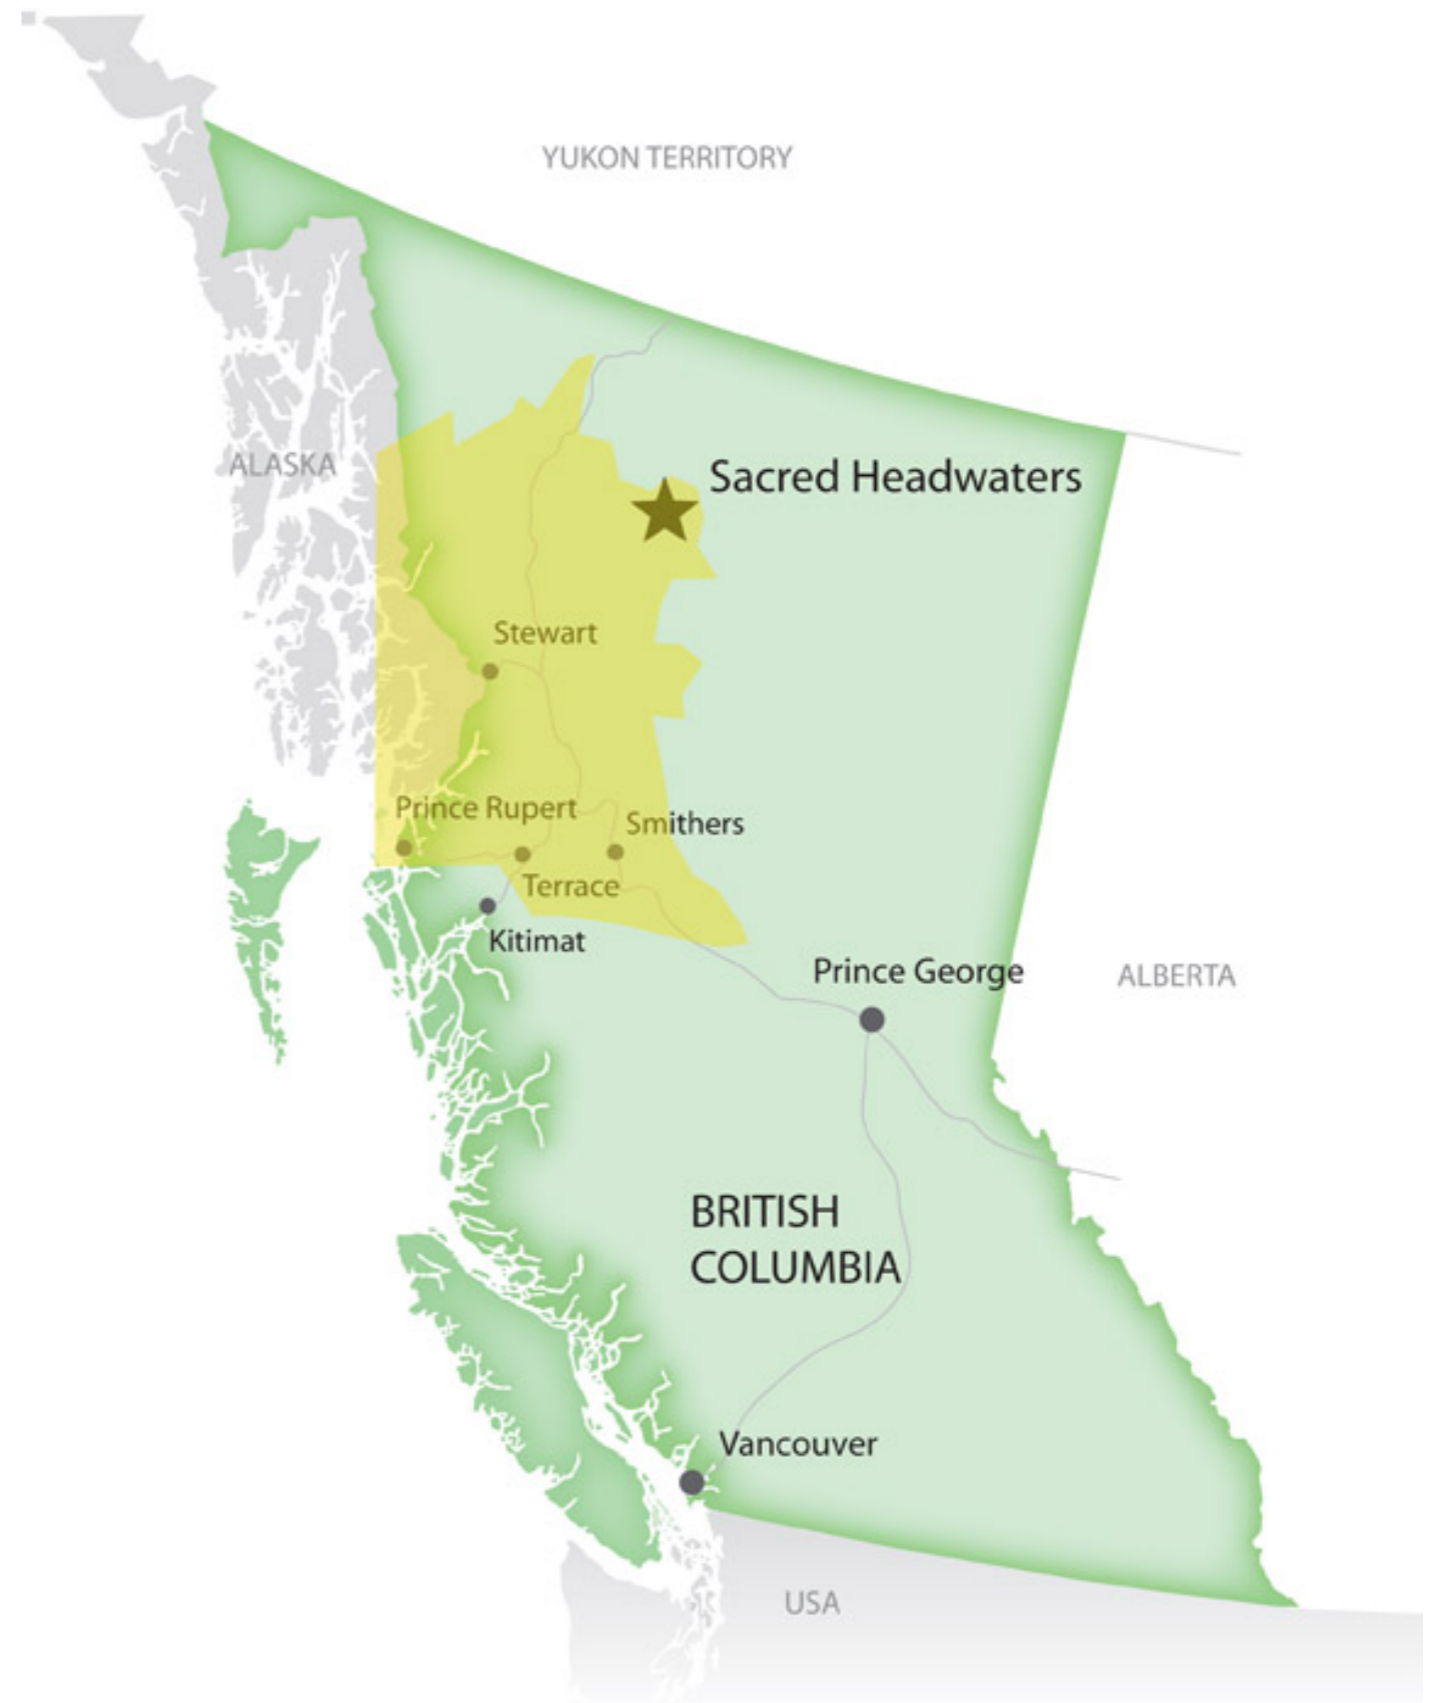 YUKON TERRITORY
ALASKA
Sacred Headwaters
Stewart
Prince Rupert
Smithers
Terrace
Kitimat
Prince George
ALBERTA
BRITISH
COLUMBIA
Vancouver
USA